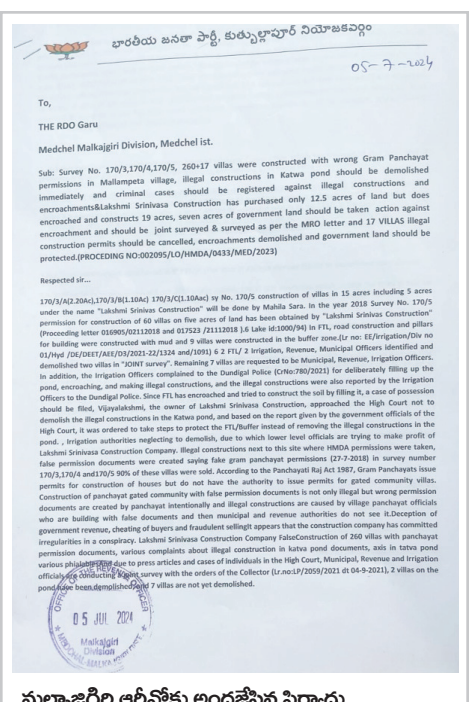 భారతీయ జనతా పార్టీ, కుత్బుల్లాపూర్ నియోజకవర్గం
05-7-2024
To,
THE RDO Garu
Medchel Malkajgiri Division, Medchel ist.
Sub: Survey No. 170/3,170/4,170/5, 260+17 villas were constructed with wrong Gram Panchayat
permissions in Mallampeta village, illegal constructions in Katwa pond should be demolished
immediately and criminal cases should be registered against illegal constructions and
encroachments&Lakshmi Srinivasa Construction has purchased only 12.5 acres of land but does
encroached and constructs 19 acres, seven acres of government land should be taken action against
encroachment and should be joint surveyed & surveyed as per the MRO letter and 17 VILLAS illegal
construction permits should be cancelled, encroachments demolished and government land should be
protected.(PROCEDING NO:002095/LO/HMDA/0433/MED/2023)
Respected sir...
170/3/A(2.20Ac),170/3/B(1.10Ac) 170/3/C(1.10Aac) sy No. 170/5 construction of villas in 15 acres including 5 acres
under the name "Lakshmi Srinivas Construction" will be done by Mahila Sara. In the year 2018 Survey No. 170/5
permission for construction of 60 villas on five acres of land has been obtained by "Lakshmi Srinivas Construction"
(Proceeding letter 016905/02112018 and 017523 /21112018 ).6 Lake id:1000/94) In FTL, road construction and pillars
for building were constructed with mud and 9 villas were constructed in the buffer zone.(Lr no: EE/irrigation/Div no
01/Hyd /DE/DEET/AEE/D3/2021-22/1324 and/1091) 6 2 FTL/ 2 Irrigation, Revenue, Municipal Officers identified and
demolished two villas in "JOINT survey". Remaining 7 villas are requested to be Municipal, Revenue, Irrigation Officers.
In addition, the Irrigation Officers complained to the Dundigal Police (CrNo:780/2021) for deliberately filling up the
pond, encroaching, and making illegal constructions, and the illegal constructions were also reported by the Irrigation
Officers to the Dundigal Police. Since FTL has encroached and tried to construct the soil by filling it, a case of possession
should be filed, Vijayalakshmi, the owner of Lakshmi Srinivas Construction, approached the High Court not to
demolish the illegal constructions in the Katwa pond, and based on the report given by the government officials of the
High Court, it was ordered to take steps to protect the FTL/Buffer instead of removing the illegal constructions in the
pond. , Irrigation authorities neglecting to demolish, due to which lower level officials are trying to make profit of
Lakshmi Srinivasa Construction Company. Illegal constructions next to this site where HMDA permissions were taken,
false permission documents were created saying fake gram panchayat permissions (27-7-2018) in survey number
170/3,170/4 and170/5 90% of these villas were sold. According to the Panchayati Raj Act 1987, Gram Panchayats issue
permits for construction of houses but do not have the authority to issue permits for gated community villas.
Construction of panchayat gated community with false permission documents is not only illegal but wrong permission
documents are created by panchayat intentionally and illegal constructions are caused by village panchayat officials
who are building with false documents and then municipal and revenue authorities do not see it.Deception of
government revenue, cheating of buyers and fraudulent sellingIt appears that the construction company has committed
irregularities in a conspiracy. Lakshmi Srinivasa Construction Company FalseConstruction of 260 villas with panchayat
permission documents, various complaints about illegal construction in katva pond documents, axis in tatva pond
various phialable And due to press articles and cases of individuals in the High Court, Municipal, Revenue and Irrigation
officials are conducting a joint survey with the orders of the Collector (Lr.no:LP/2059/2021 dt 04-9-2021), 2 villas on the
pond have been demolished and 7 villas are not yet demolished.
OFFICE OF THE REVENUE OFFICER
05 JUL 2024
Malkajgiri
Division
మల్కాజిగిరి ఆర్డీవోకు అందజేసిన ఫిర్యాదు